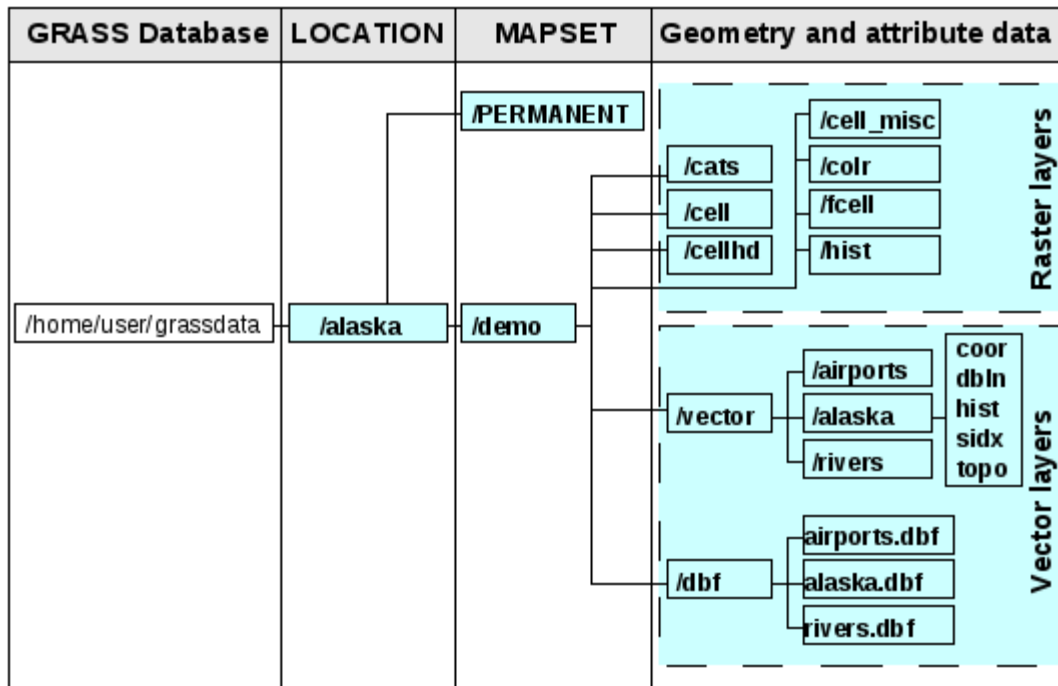 GRASS Database
LOCATION
MAPSET
Geometry and attribute data
/PERMANENT
/cell_misc
/cats
/colr
/cell
/fcell
/cellhd
/hist
Raster layers
/home/user/grassdata
/alaska
/demo
/vector
/airports
/alaska
/rivers
coor
dbln
hist
sidx
topo
/dbf
airports.dbf
alaska.dbf
rivers.dbf
Vector layers